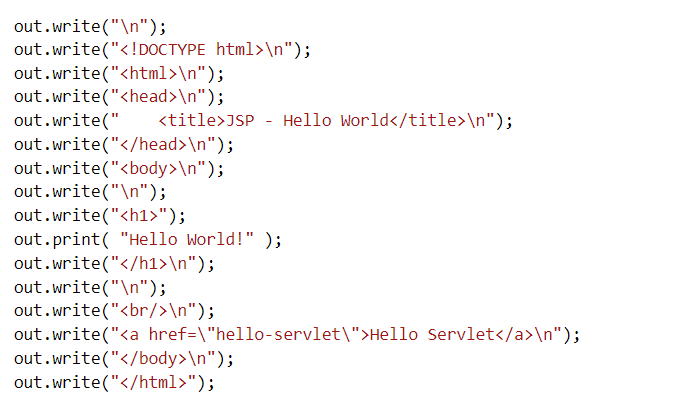 out.write("\n");
out.write("<!DOCTYPE html>\n");
out.write("<html>\n");
out.write("<head>\n");
out.write("    <title>JSP - Hello World</title>\n");
out.write("</head>\n");
out.write("<body>\n");
out.write("\n");
out.write("<h1>");
out.print( "Hello World!" );
out.write("</h1>\n");
out.write("\n");
out.write("<br/>\n");
out.write("<a href=\"hello-servlet\">Hello Servlet</a>\n");
out.write("</body>\n");
out.write("</html>");